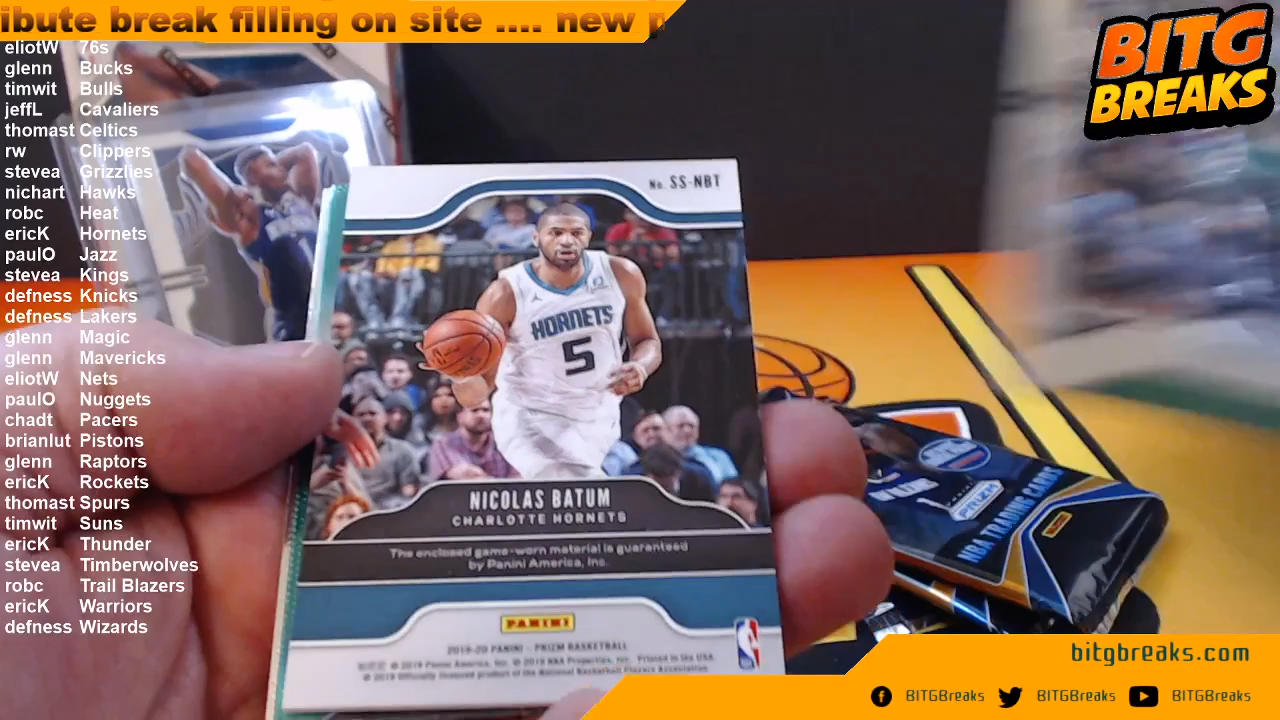 ibute break filling on site .... new p
BITG
BREAKS
eliotW 76s
glenn Bucks
timwit Bulls
jeffL Cavaliers
thomast Celtics
rw Clippers
stevea Grizzlies
nichart Hawks
robc Heat
ericK Hornets
paulO Jazz
stevea Kings
defness Knicks
defness Lakers
glenn Magic
glenn Mavericks
eliotW Nets
paulO Nuggets
chadt Pacers
brianlut Pistons
glenn Raptors
ericK Rockets
thomast Spurs
timwit Suns
ericK Thunder
stevea Timberwolves
robc Trail Blazers
ericK Warriors
defness Wizards
No. SS-NBT
HORNETS
5
NICOLAS BATUM
CHARLOTTE HORNETS
The enclosed game-worn material is guaranteed
by Panini America, Inc.
PANINI
2019-20 PANINI - PRIZM BASKETBALL
© 2019 Panini America, Inc. © 2019 NBA Properties, Inc. Printed in the USA.
© 2019 Officially licensed product of the National Basketball Players Association
PRIZM
NBA TRADING CARDS
bitgbreaks.com
BITGBreaks
BITGBreaks
BITGBreaks